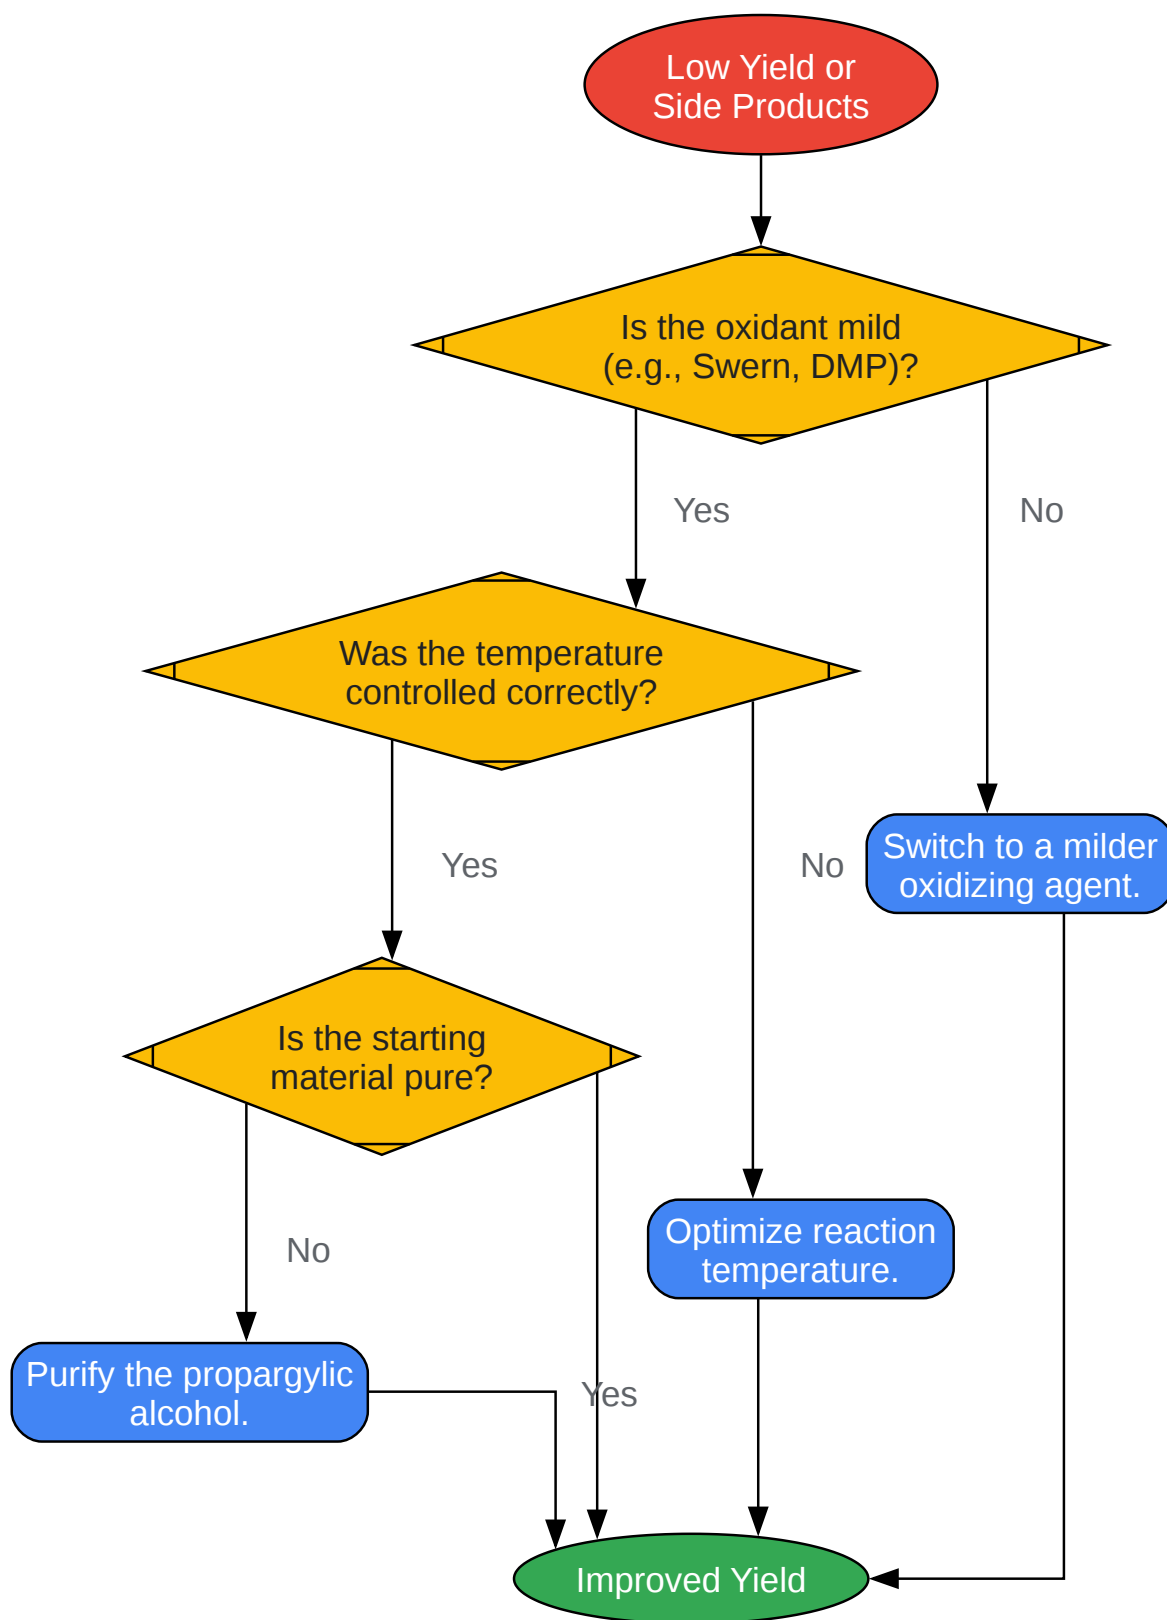 Low Yield or
Side Products
Is the oxidant mild
(e.g., Swern, DMP)?
Yes
No
Was the temperature
controlled correctly?
Yes
No
Switch to a milder
oxidizing agent.
Is the starting
material pure?
No
Optimize reaction
temperature.
Purify the propargylic
alcohol.
Yes
Improved Yield